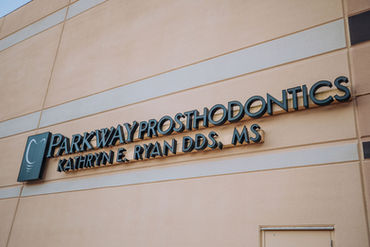 PARKWAY PROSTHODONTICS
KATHRYN E. RYAN DDS, MS